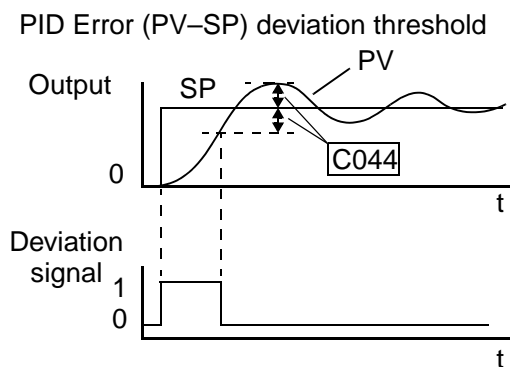 PID Error (PV–SP) deviation threshold
PV
Output
SP
C044
0
t
Deviation
signal
1
0
t